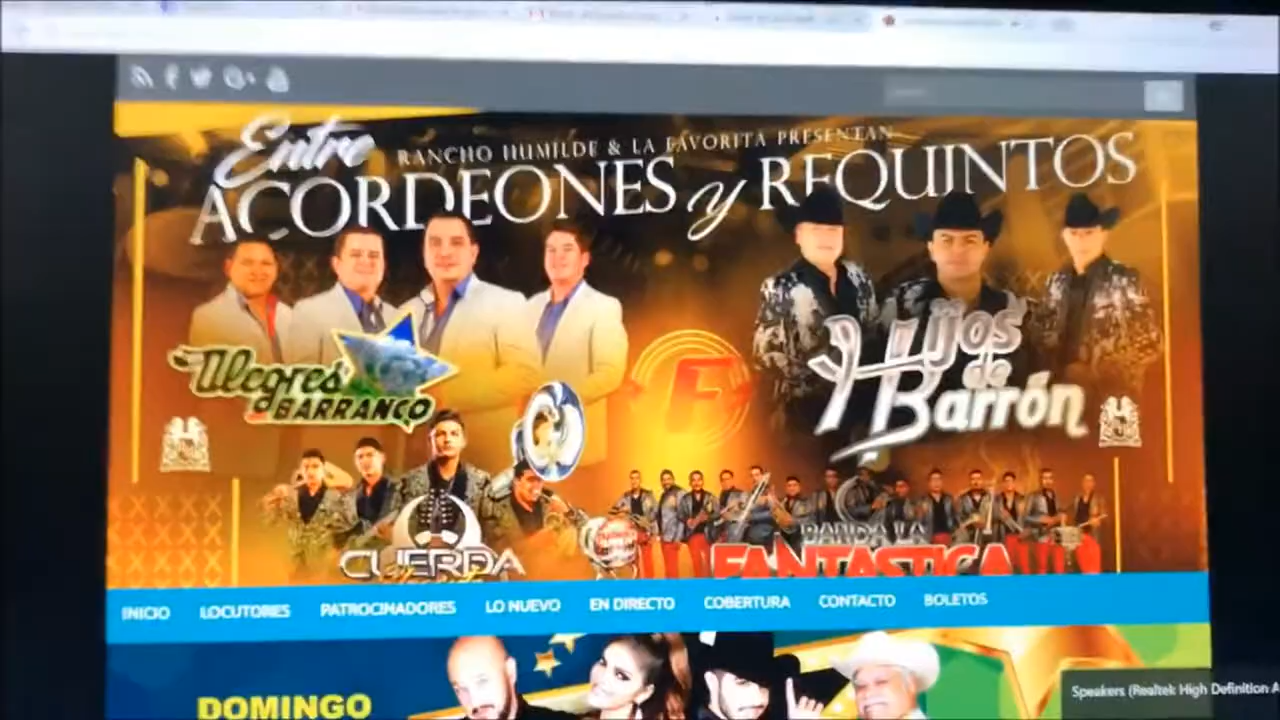 Entre
RANCHO HUMILDE & LA FAVORITA PRESENTAN
ACORDEONES y REQUINTOS
Alegres
BARRANCO
Hijos
de
Barrón
F
CUERDA
BANDA LA
FANTASTICA
INICIO LOCUTORES PATROCINADORES LO NUEVO EN DIRECTO COBERTURA CONTACTO BOLETOS
DOMINGO
Speakers (Realtek High Definition A